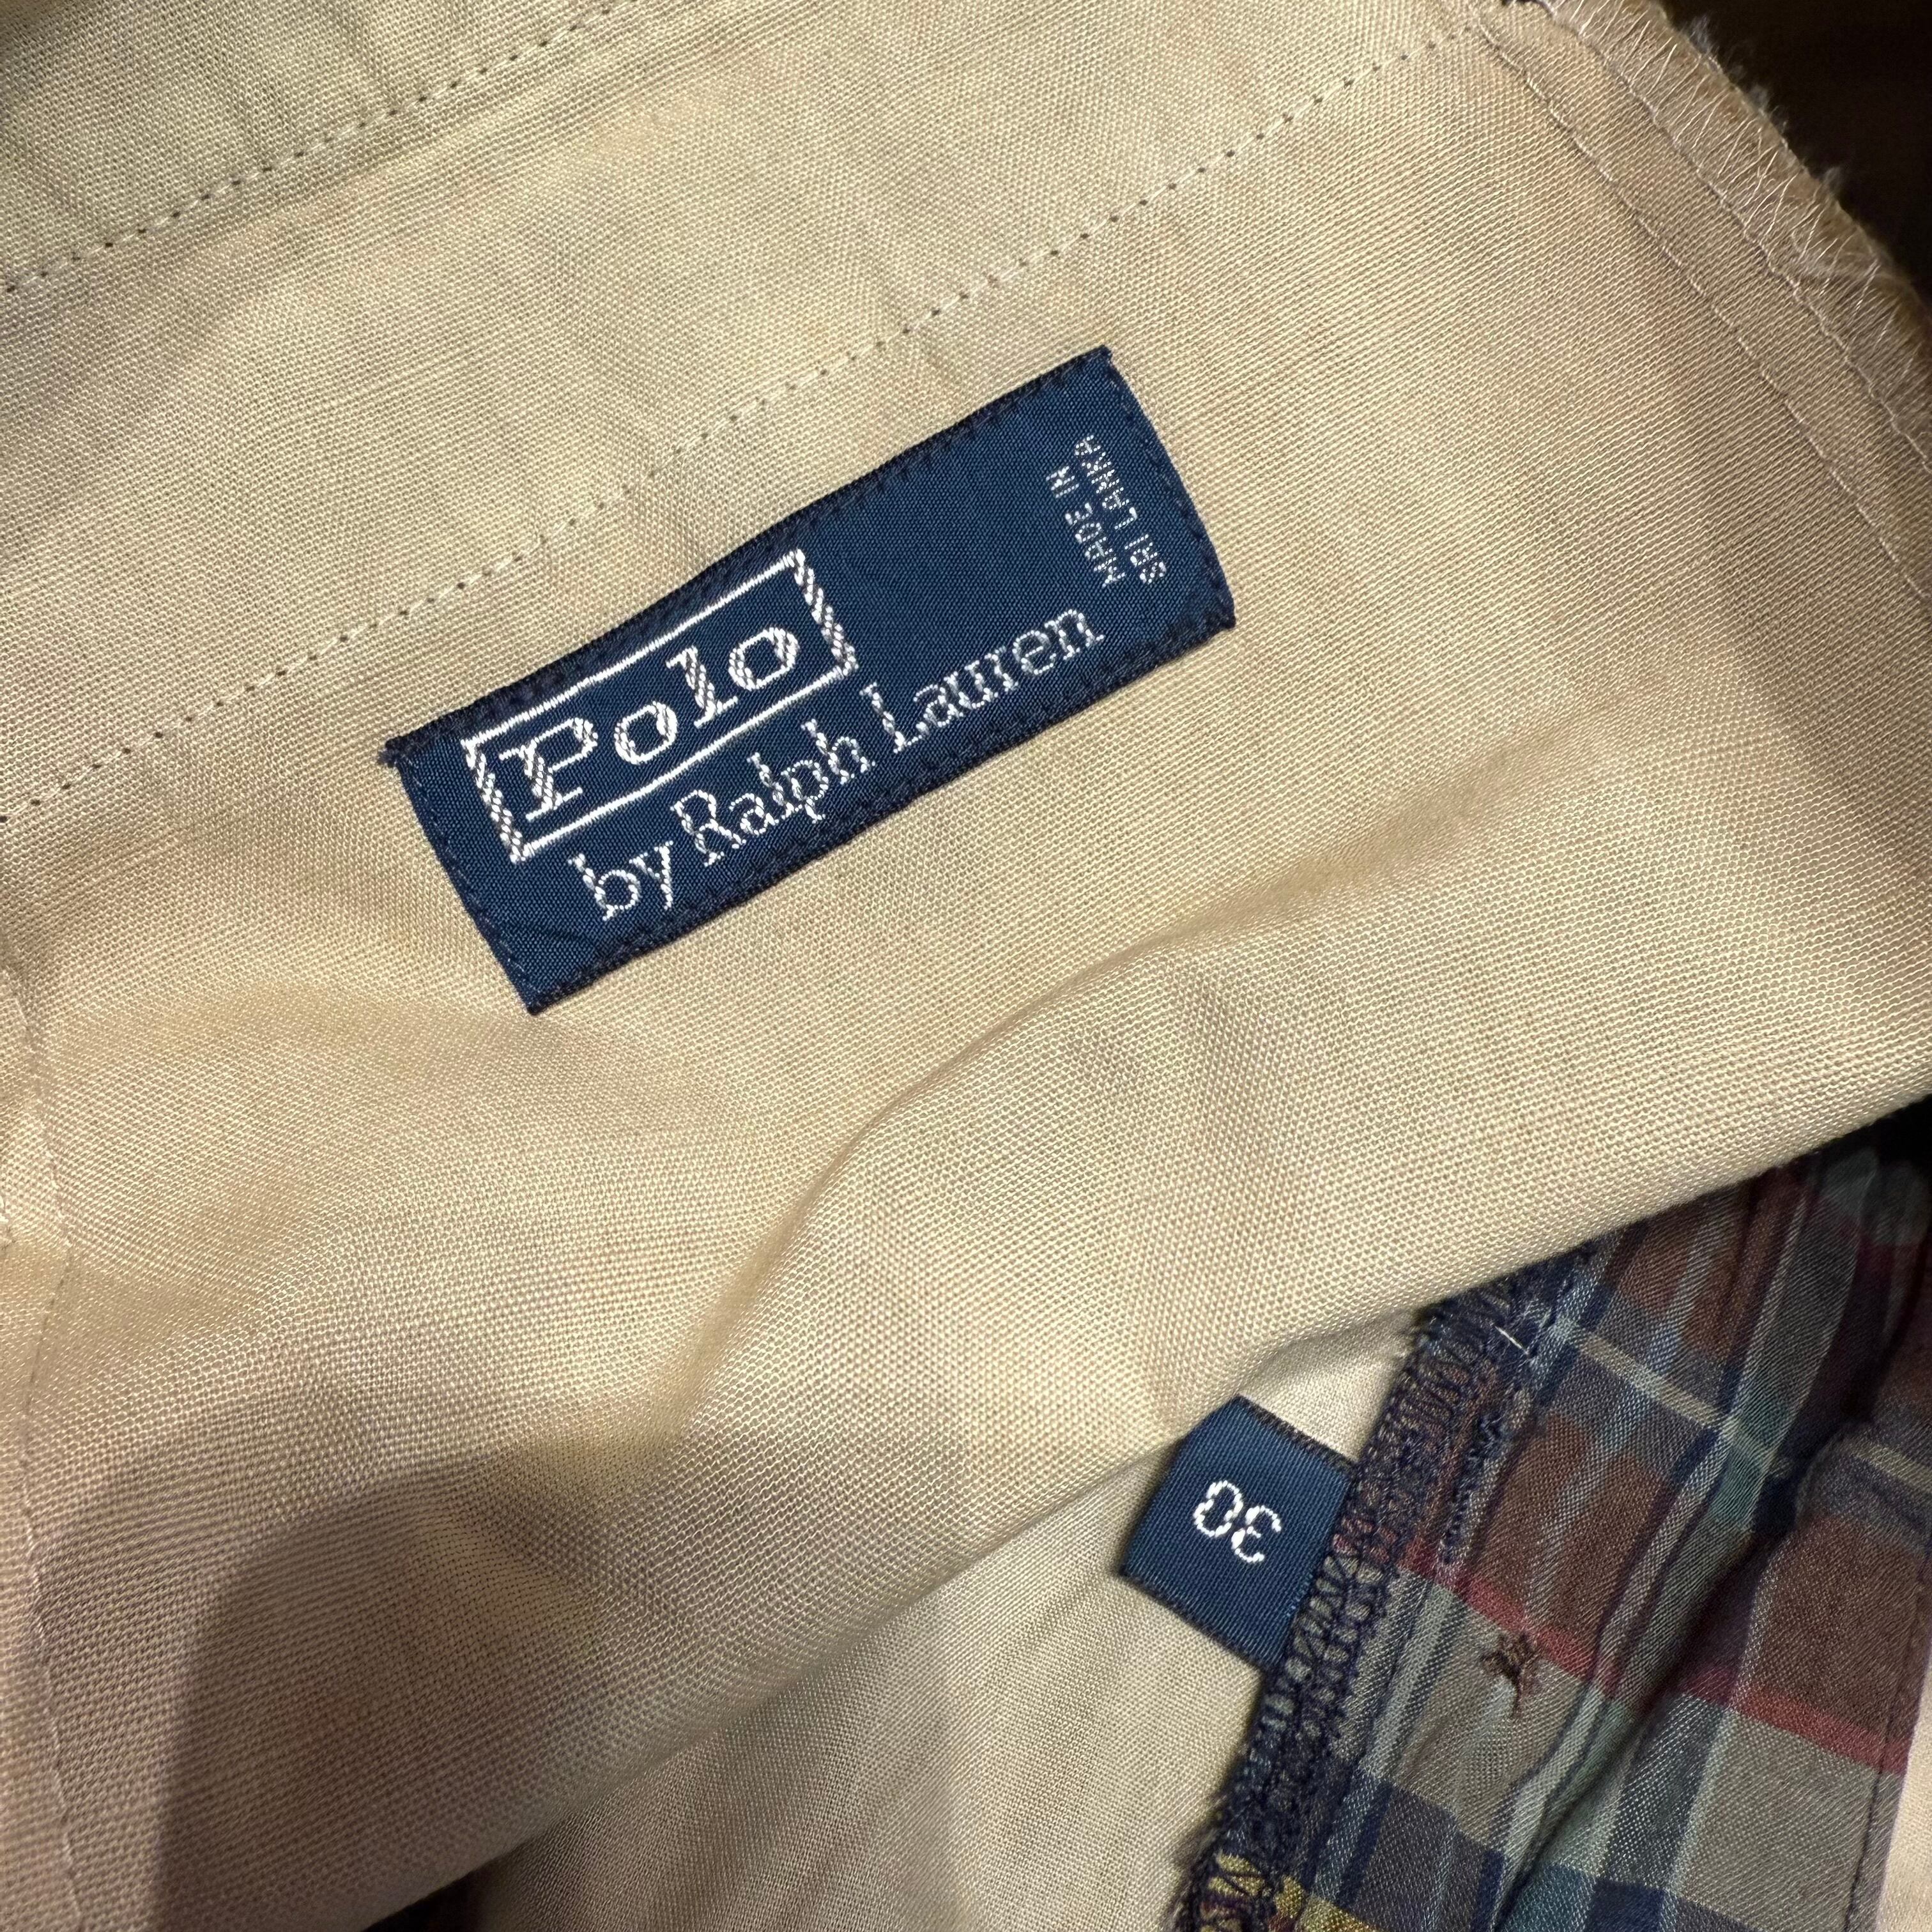 Polo
by Ralph Lauren
MADE IN
SRI LANKA
30